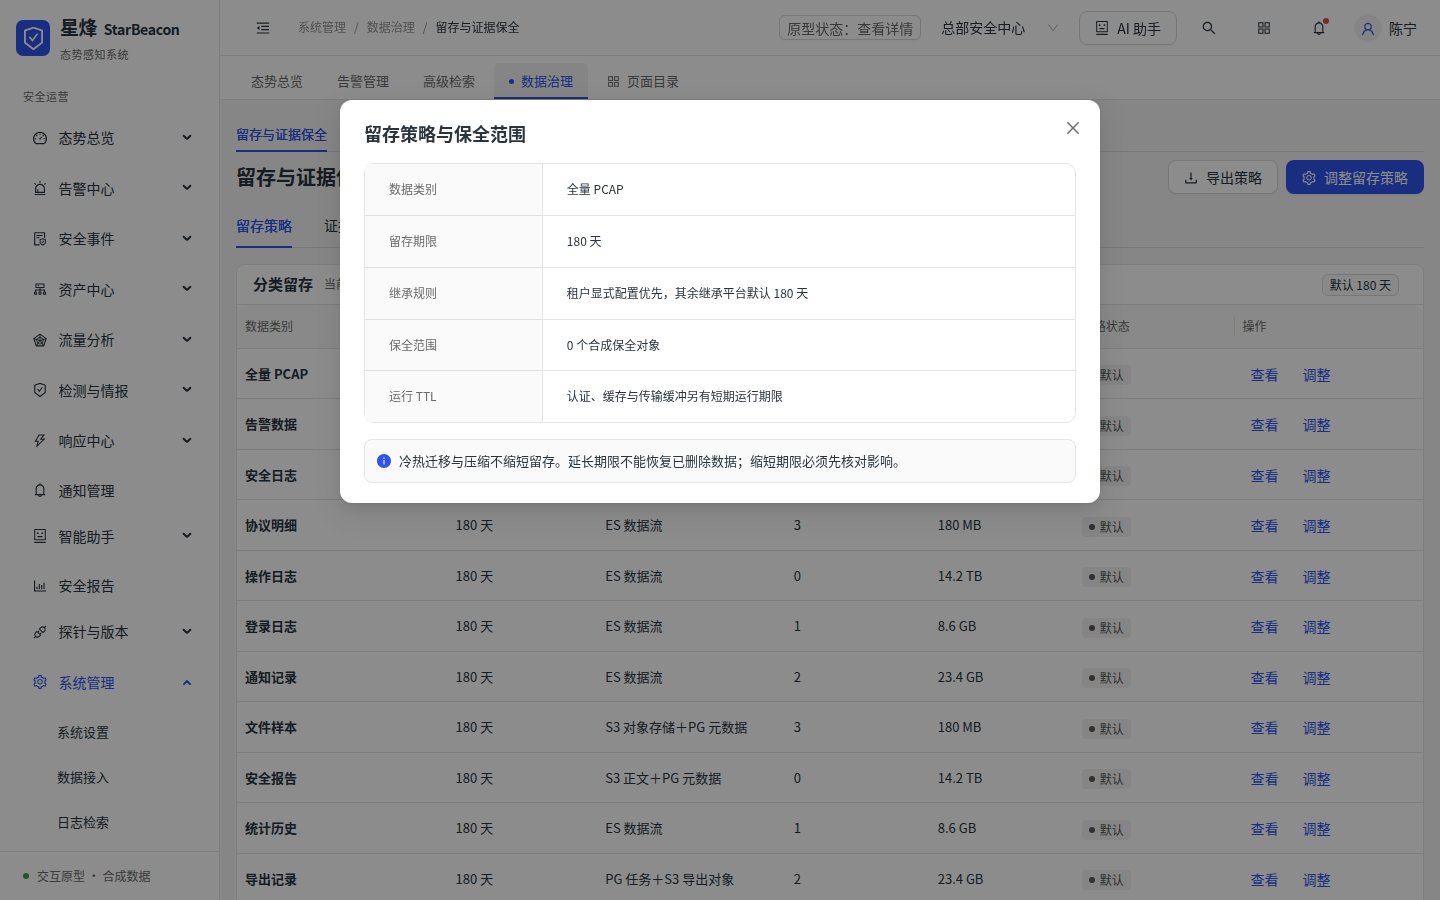 星烽 StarBeacon
态势感知系统
安全运营
态势总览
告警中心
安全事件
资产中心
流量分析
检测与情报
响应中心
通知管理
智能助手
安全报告
探针与版本
系统管理
系统设置
数据接入
日志检索
交互原型 · 合成数据
系统管理 / 数据治理 / 留存与证据保全
原型状态：查看详情
总部安全中心
AI 助手
陈宁
态势总览 告警管理 高级检索 数据治理 页面目录
留存与证据保全
留存与证据
导出策略 调整留存策略
留存策略
分类留存
默认 180 天
数据类别 状态 操作
全量 PCAP 默认 查看 调整
告警数据 默认 查看 调整
安全日志 默认 查看 调整
协议明细 180 天 ES 数据流 3 180 MB 默认 查看 调整
操作日志 180 天 ES 数据流 0 14.2 TB 默认 查看 调整
登录日志 180 天 ES 数据流 1 8.6 GB 默认 查看 调整
通知记录 180 天 ES 数据流 2 23.4 GB 默认 查看 调整
文件样本 180 天 S3 对象存储＋PG 元数据 3 180 MB 默认 查看 调整
安全报告 180 天 S3 正文＋PG 元数据 0 14.2 TB 默认 查看 调整
统计历史 180 天 ES 数据流 1 8.6 GB 默认 查看 调整
导出记录 180 天 PG 任务＋S3 导出对象 2 23.4 GB 默认 查看 调整
留存策略与保全范围
数据类别 全量 PCAP
留存期限 180 天
继承规则 租户显式配置优先，其余继承平台默认 180 天
保全范围 0 个合成保全对象
运行 TTL 认证、缓存与传输缓冲另有短期运行期限
冷热迁移与压缩不缩短留存。延长期限不能恢复已删除数据；缩短期限必须先核对影响。